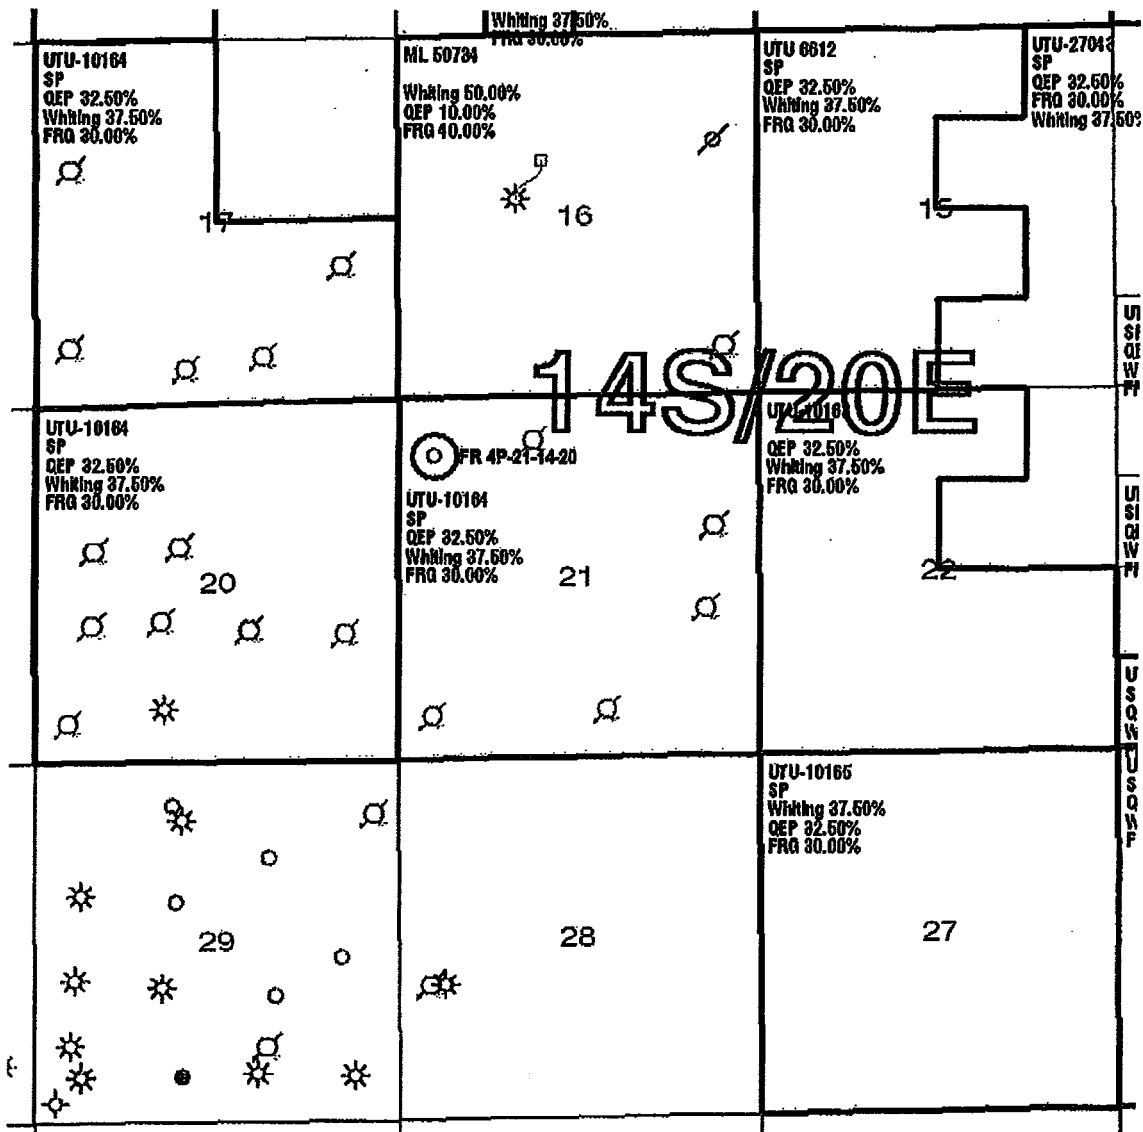 Whiting 37.50%
FRG 30.00%
UTU-10164
SP
QEP 32.50%
Whiting 37.50%
FRG 30.00%
ML 50734
Whiting 50.00%
QEP 10.00%
FRG 40.00%
UTU 6612
SP
QEP 32.50%
Whiting 37.50%
FRG 30.00%
UTU-27043
SP
QEP 32.50%
FRG 30.00%
Whiting 37.50%
17
16
15
14S/20E
UTU-10164
SP
QEP 32.50%
Whiting 37.50%
FRG 30.00%
FR 4P-21-14-20
UTU-10164
SP
QEP 32.50%
Whiting 37.50%
FRG 30.00%
QEP 32.50%
Whiting 37.50%
FRG 30.00%
20
21
22
UTU-10165
SP
Whiting 37.50%
QEP 32.50%
FRG 30.00%
29
28
27